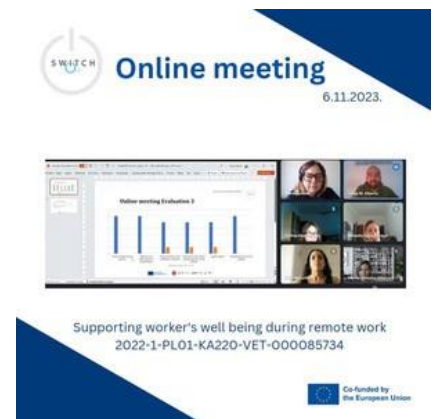 SWITCH
Online meeting
6.11.2023.
Online meeting Evaluation 3
Supporting worker's well being during remote work
2022-1-PL01-KA220-VET-000085734
Co-funded by
the European Union